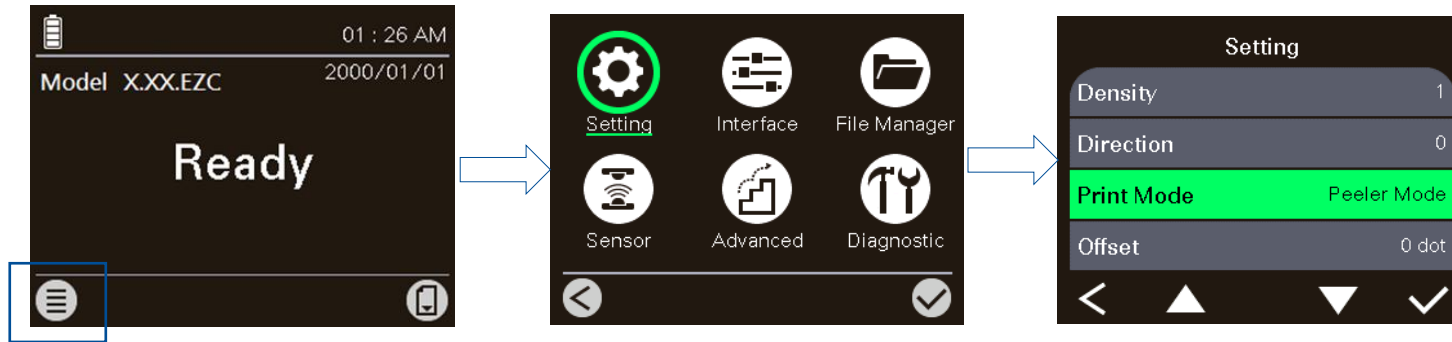 01 : 26 AM
Model X.XX.EZC 2000/01/01
Ready
Setting Interface File Manager
Sensor Advanced Diagnostic
Setting
Density 1
Direction 0
Print Mode Peeler Mode
Offset 0 dot